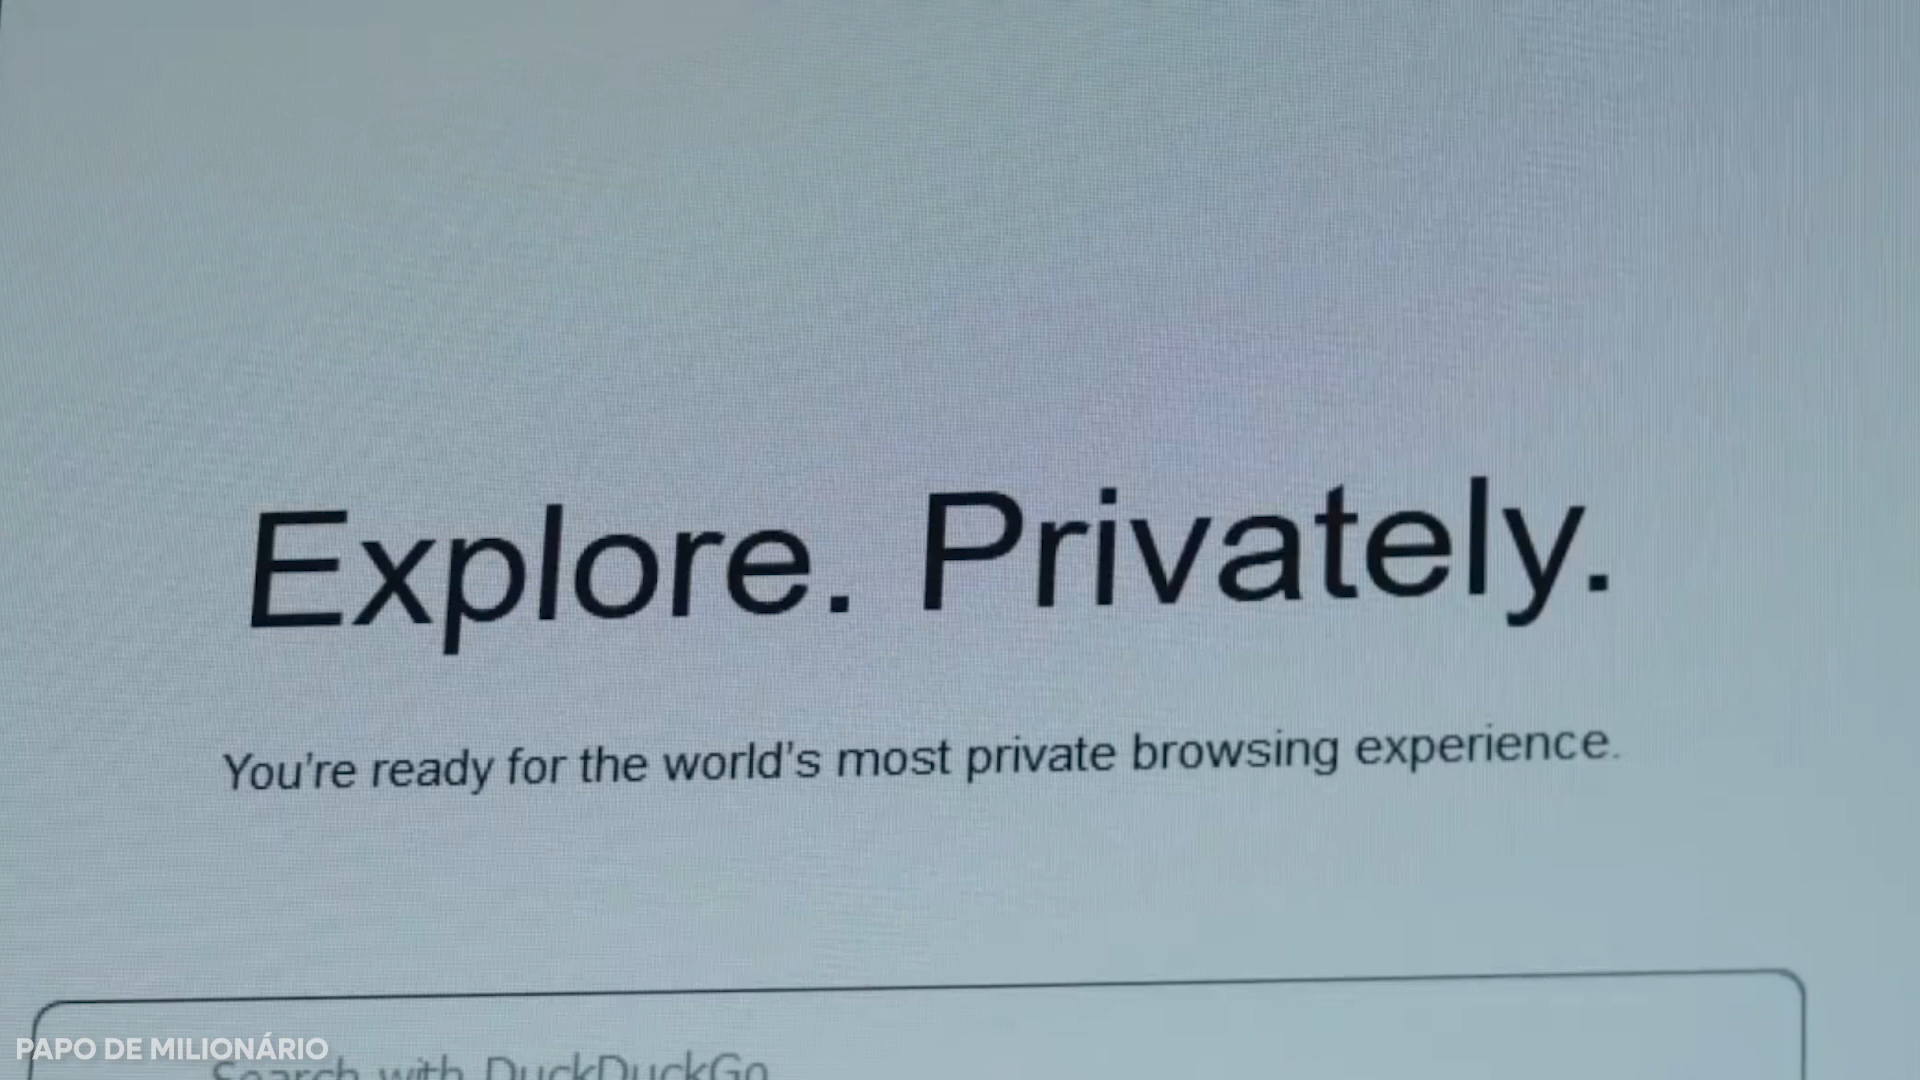 Explore. Privately.
You're ready for the world's most private browsing experience.
Search with DuckDuckGo
PAPO DE MILIONÁRIO